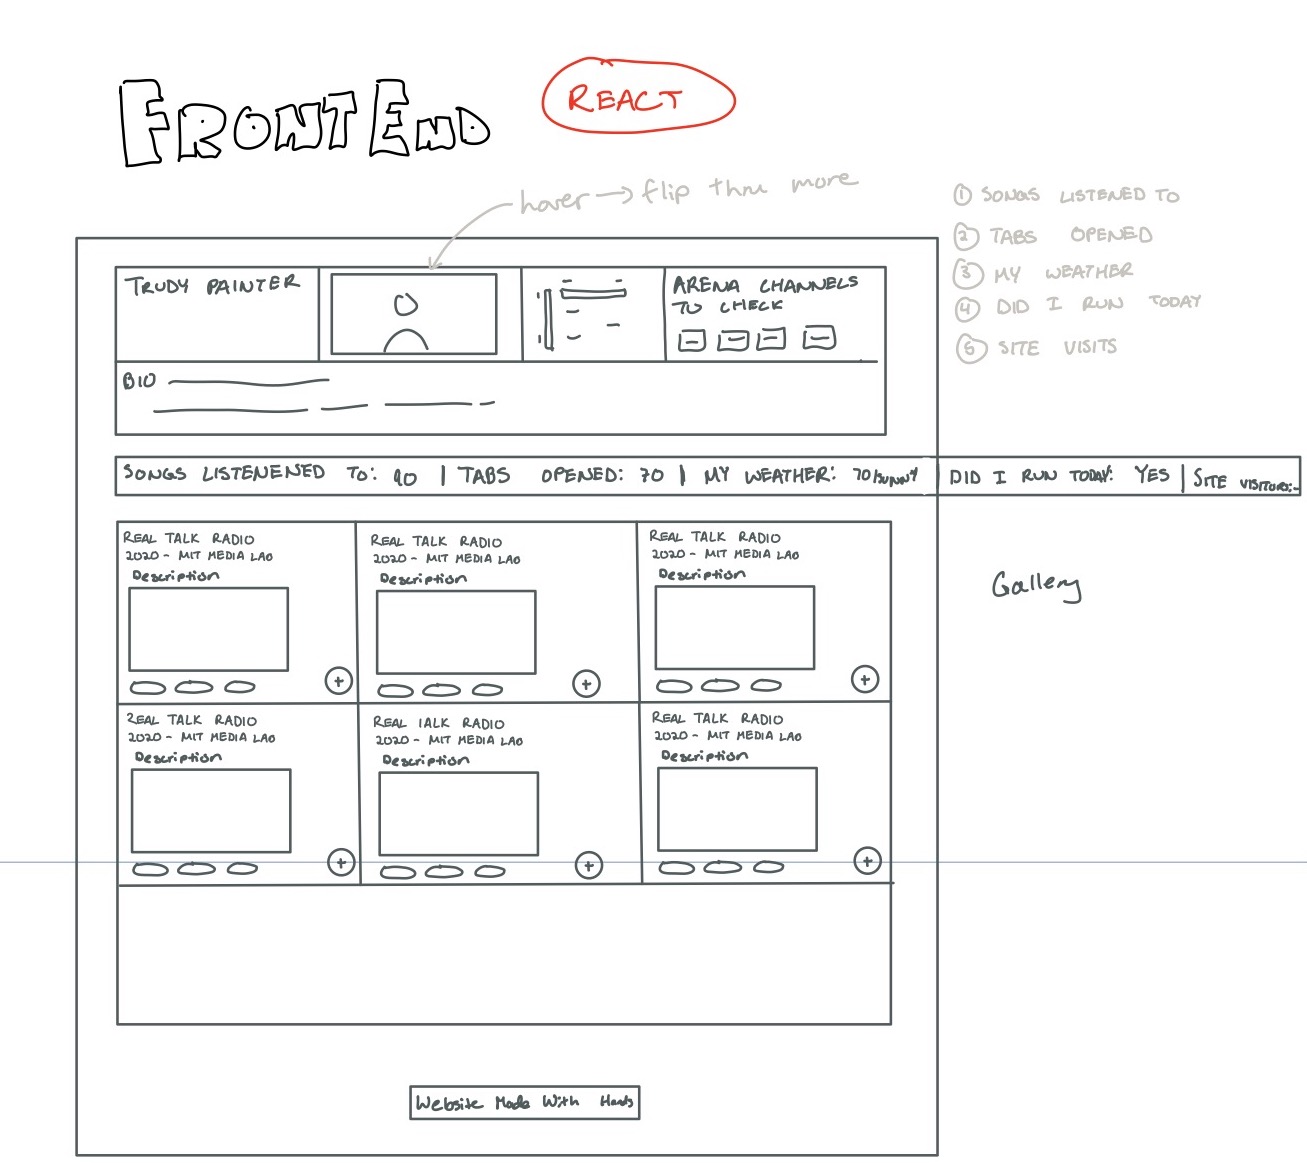 FRONTEND
REACT
hover → flip thru more
① SONGS LISTENED TO
② TABS OPENED
③ MY WEATHER
④ DID I RUN TODAY
⑤ SITE VISITS
TRUDY PAINTER
ARENA CHANNELS
TO CHECK
BIO
SONGS LISTENENED TO: 90 | TABS OPENED: 70 | MY WEATHER: 70/SUNNY | DID I RUN TODAY: YES | SITE VISITORS:-
REAL TALK RADIO
2020 - MIT MEDIA LAB
Description
+
REAL TALK RADIO
2020 - MIT MEDIA LAB
Description
+
REAL TALK RADIO
2020 - MIT MEDIA LAB
Description
+
Gallery
REAL TALK RADIO
2020 - MIT MEDIA LAB
Description
+
REAL TALK RADIO
2020 - MIT MEDIA LAB
Description
+
REAL TALK RADIO
2020 - MIT MEDIA LAB
Description
+
Website Made With Hands